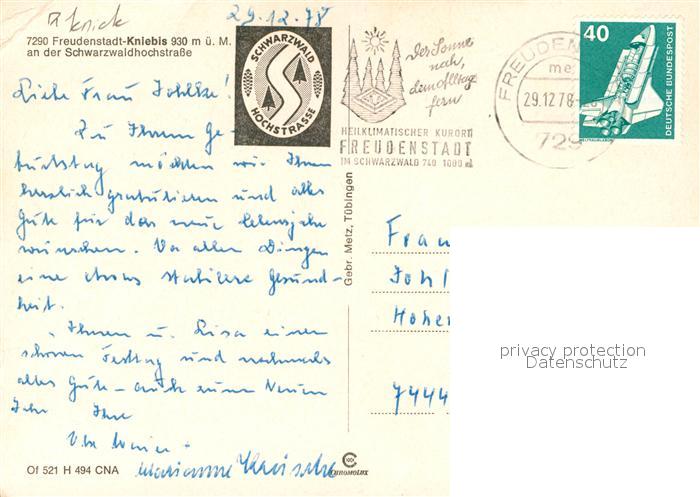 29.12.78
7290 Freudenstadt-Kniebis 930 m ü. M.
an der Schwarzwaldhochstraße
SCHWARZWALD
HOCHSTRASSE
Der Sonne
nach,
dem Alltag
fern
HEILKLIMATISCHER KURORT
FREUDENSTADT
IM SCHWARZWALD 740 1000 m
FREUDEN
29.12.78
729
40
DEUTSCHE BUNDESPOST
Liebe Frau
Zu Ihrem Ge-
burtstag möchten wir Ihnen
herzlich gratulieren und alles
Gute für das neue Lebensjahr
wünschen. Vor allen Dingen
eine etwas stabilere Gesund-
heit.
Ihnen u. Lisa einen
schönen Festtag und nochmals
alles Gute – auch zum Neuen
Jahr Ihre
Marianne
Gebr. Metz, Tübingen
Frau
Hohen
7444
privacy protection
Datenschutz
Of 521 H 494 CNA
CHROMOLUX